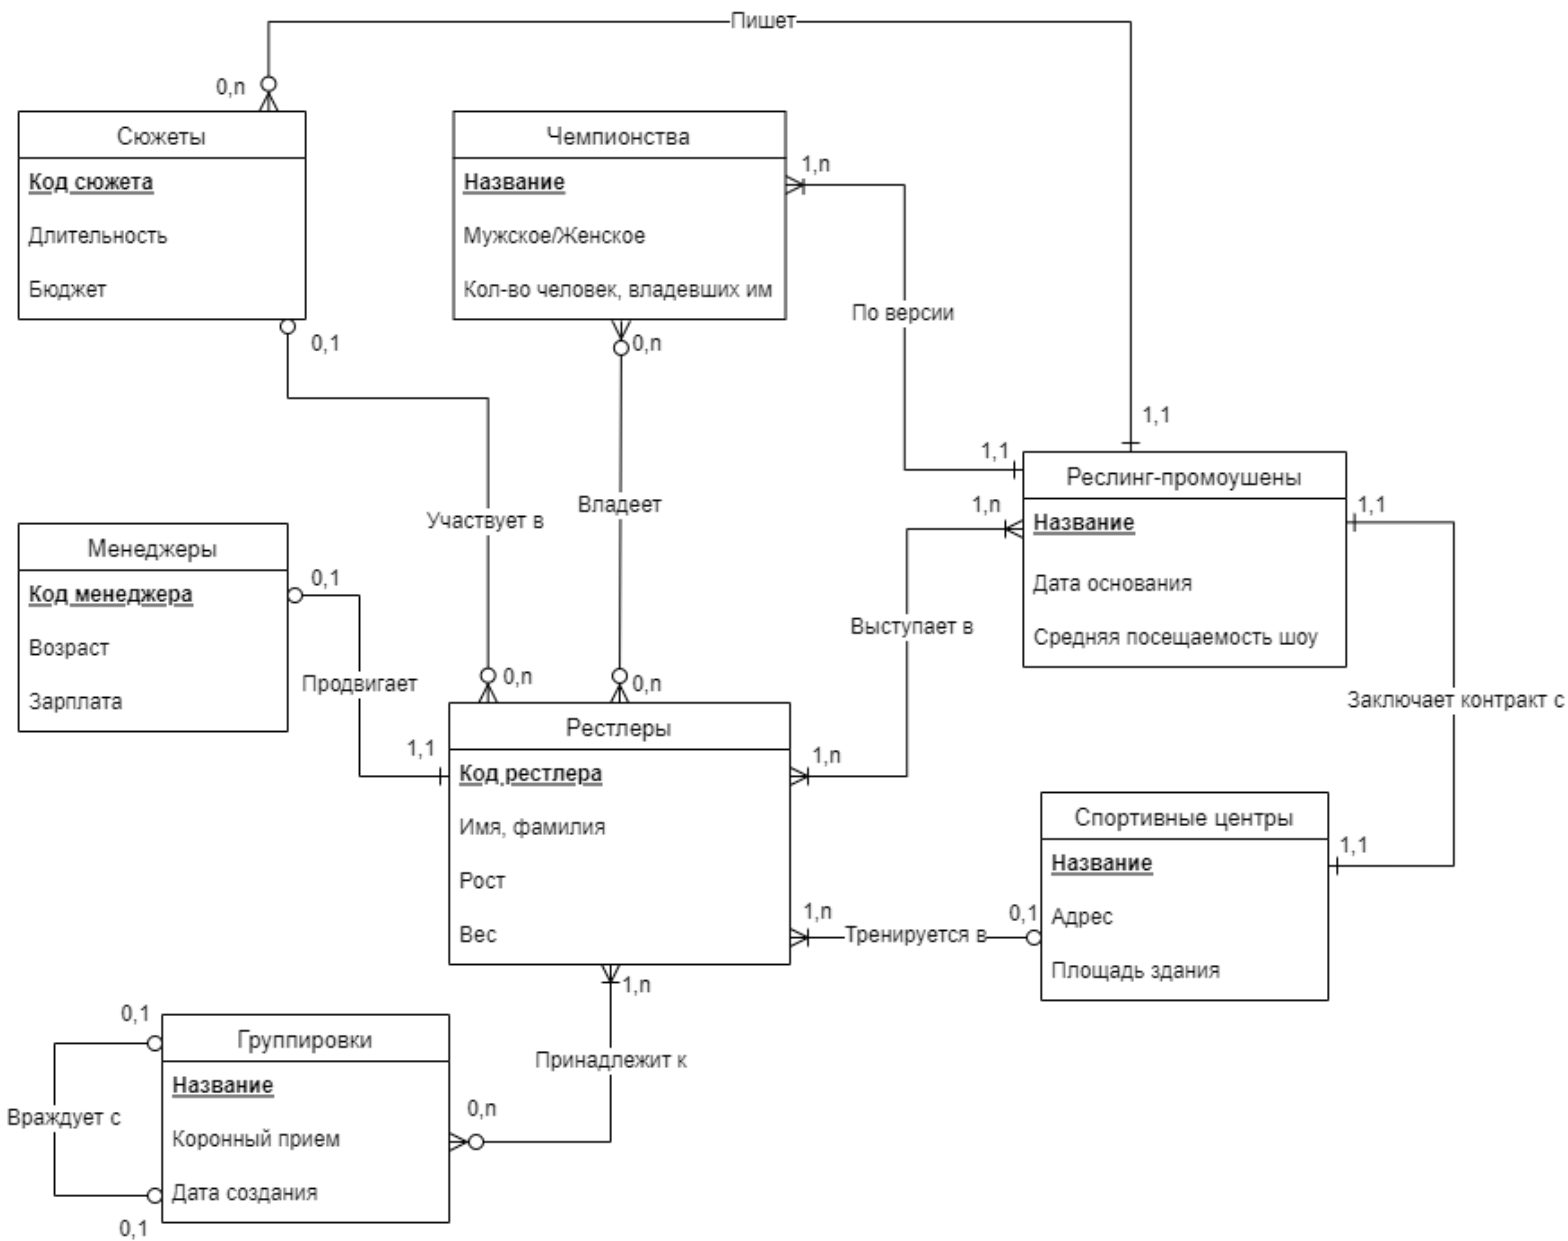 Пишет
0,n
Сюжеты
Код сюжета
Длительность
Бюджет
0,1
Чемпионства
Название
Мужское/Женское
Кол-во человек, владевших им
1,n
0,n
По версии
1,1
1,1
Реслинг-промоушены
Название
Дата основания
Средняя посещаемость шоу
1,n
1,1
Участвует в
Владеет
Менеджеры
Код менеджера
Возраст
Зарплата
0,1
Продвигает
1,1
0,n
0,n
Выступает в
Заключает контракт с
Рестлеры
Код рестлера
Имя, фамилия
Рост
Вес
1,n
1,n
Тренируется в
0,1
Спортивные центры
Название
Адрес
Площадь здания
1,1
1,n
Принадлежит к
0,n
0,1
Группировки
Название
Коронный прием
Дата создания
Враждует с
0,1